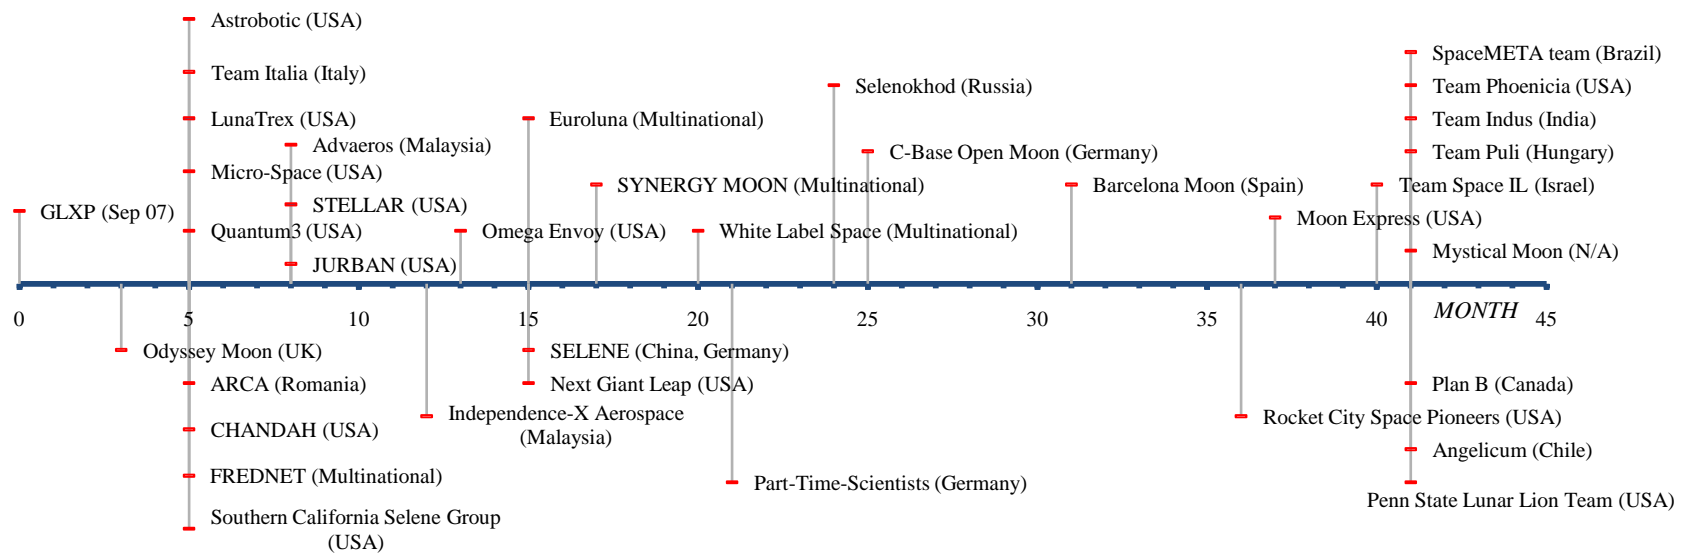 Astrobotic (USA)
SpaceMETA team (Brazil)
Team Italia (Italy)
Selenokhod (Russia)
Team Phoenicia (USA)
LunaTrex (USA)
Euroluna (Multinational)
Team Indus (India)
Advaeros (Malaysia)
C-Base Open Moon (Germany)
Team Puli (Hungary)
Micro-Space (USA)
SYNERGY MOON (Multinational)
Barcelona Moon (Spain)
Team Space IL (Israel)
GLXP (Sep 07)
STELLAR (USA)
Moon Express (USA)
Quantum3 (USA)
Omega Envoy (USA)
White Label Space (Multinational)
Mystical Moon (N/A)
JURBAN (USA)
0 5 10 15 20 25 30 35 40 45
MONTH
Odyssey Moon (UK)
SELENE (China, Germany)
ARCA (Romania)
Next Giant Leap (USA)
Plan B (Canada)
Independence-X Aerospace
(Malaysia)
Rocket City Space Pioneers (USA)
CHANDAH (USA)
Angelicum (Chile)
FREDNET (Multinational)
Part-Time-Scientists (Germany)
Penn State Lunar Lion Team (USA)
Southern California Selene Group
(USA)